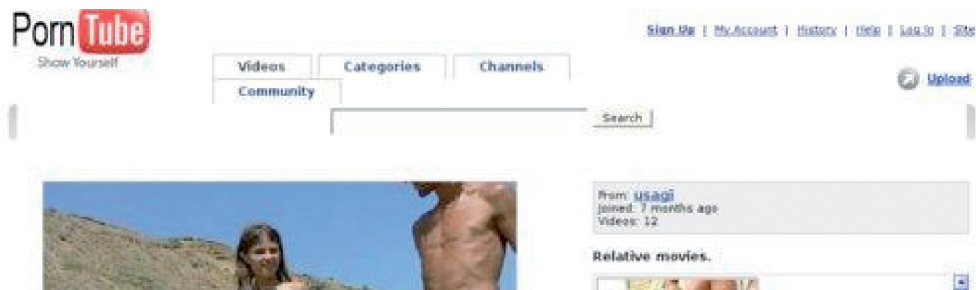 Porn Tube
Show Yourself
Sign Up | My Account | History | Help | Log In | Site
Videos
Categories
Channels
Community
Upload
Search
From: usagi
Joined: 7 months ago
Videos: 12
Relative movies.